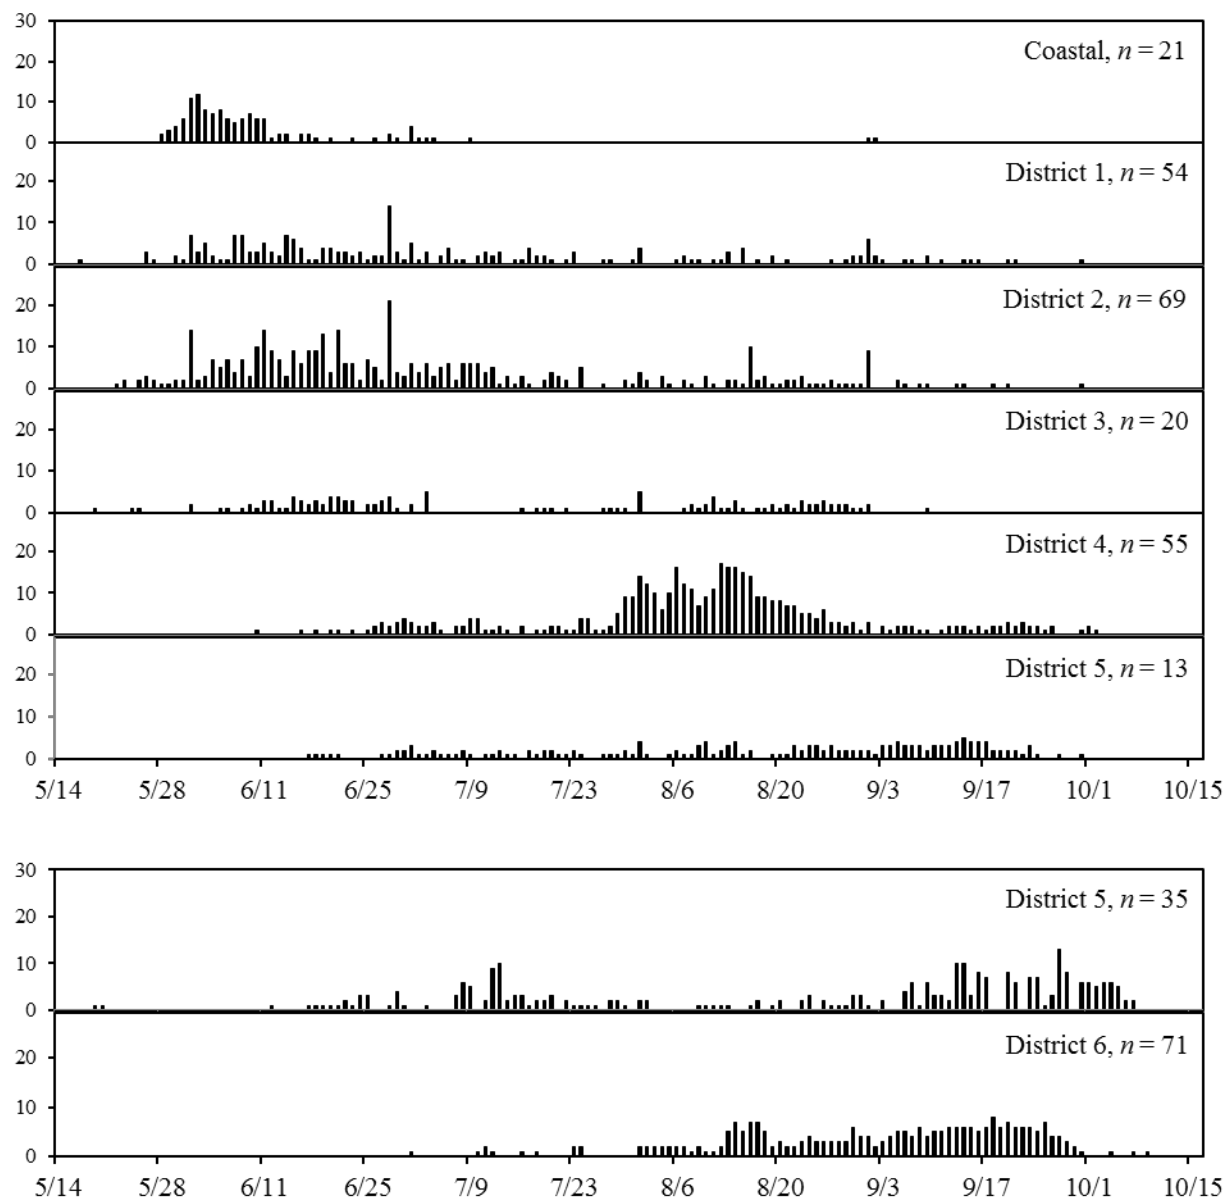 30
20
10
0
Coastal, n = 21
20
10
0
District 1, n = 54
20
10
0
District 2, n = 69
20
10
0
District 3, n = 20
20
10
0
District 4, n = 55
20
10
0
District 5, n = 13
5/14 5/28 6/11 6/25 7/9 7/23 8/6 8/20 9/3 9/17 10/1 10/15
30
20
10
0
District 5, n = 35
20
10
0
District 6, n = 71
5/14 5/28 6/11 6/25 7/9 7/23 8/6 8/20 9/3 9/17 10/1 10/15